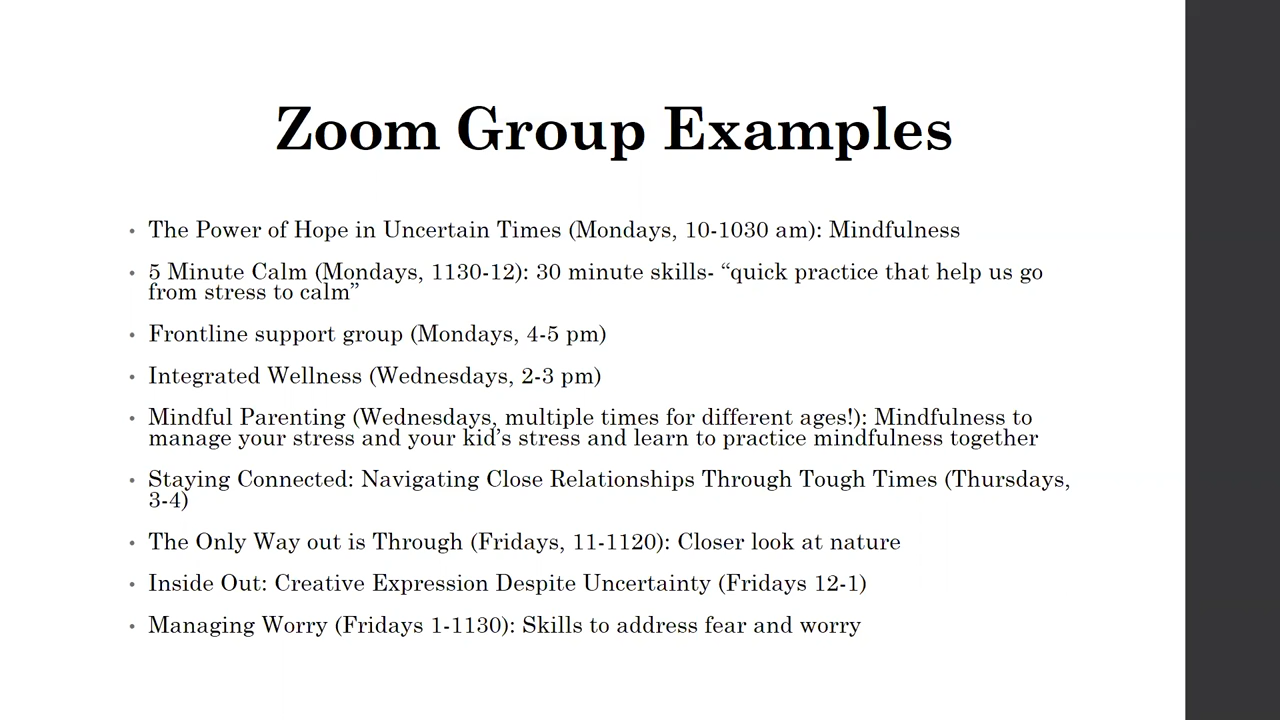 Zoom Group Examples
• The Power of Hope in Uncertain Times (Mondays, 10-1030 am): Mindfulness
• 5 Minute Calm (Mondays, 1130-12): 30 minute skills- “quick practice that help us go
from stress to calm”
• Frontline support group (Mondays, 4-5 pm)
• Integrated Wellness (Wednesdays, 2-3 pm)
• Mindful Parenting (Wednesdays, multiple times for different ages!): Mindfulness to
manage your stress and your kid’s stress and learn to practice mindfulness together
• Staying Connected: Navigating Close Relationships Through Tough Times (Thursdays,
3-4)
• The Only Way out is Through (Fridays, 11-1120): Closer look at nature
• Inside Out: Creative Expression Despite Uncertainty (Fridays 12-1)
• Managing Worry (Fridays 1-1130): Skills to address fear and worry